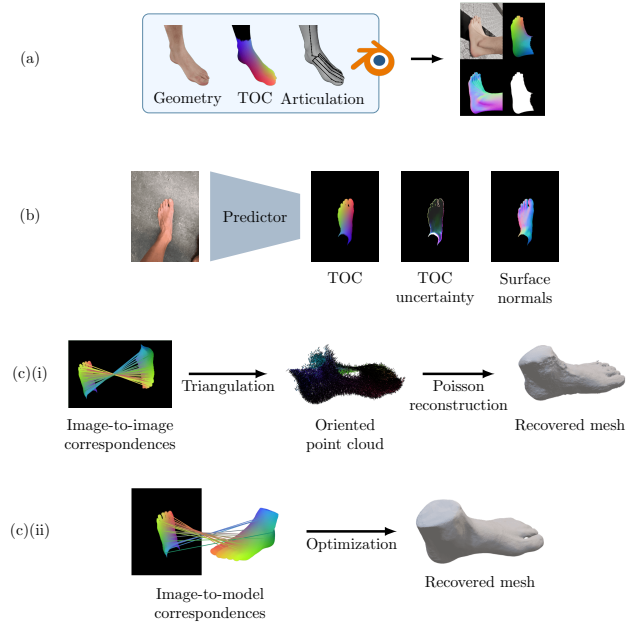 (a)
Geometry TOC Articulation
(b)
Predictor
TOC
TOC
uncertainty
Surface
normals
(c)(i)
Triangulation
Poisson
reconstruction
Image-to-image
correspondences
Oriented
point cloud
Recovered mesh
(c)(ii)
Optimization
Image-to-model
correspondences
Recovered mesh